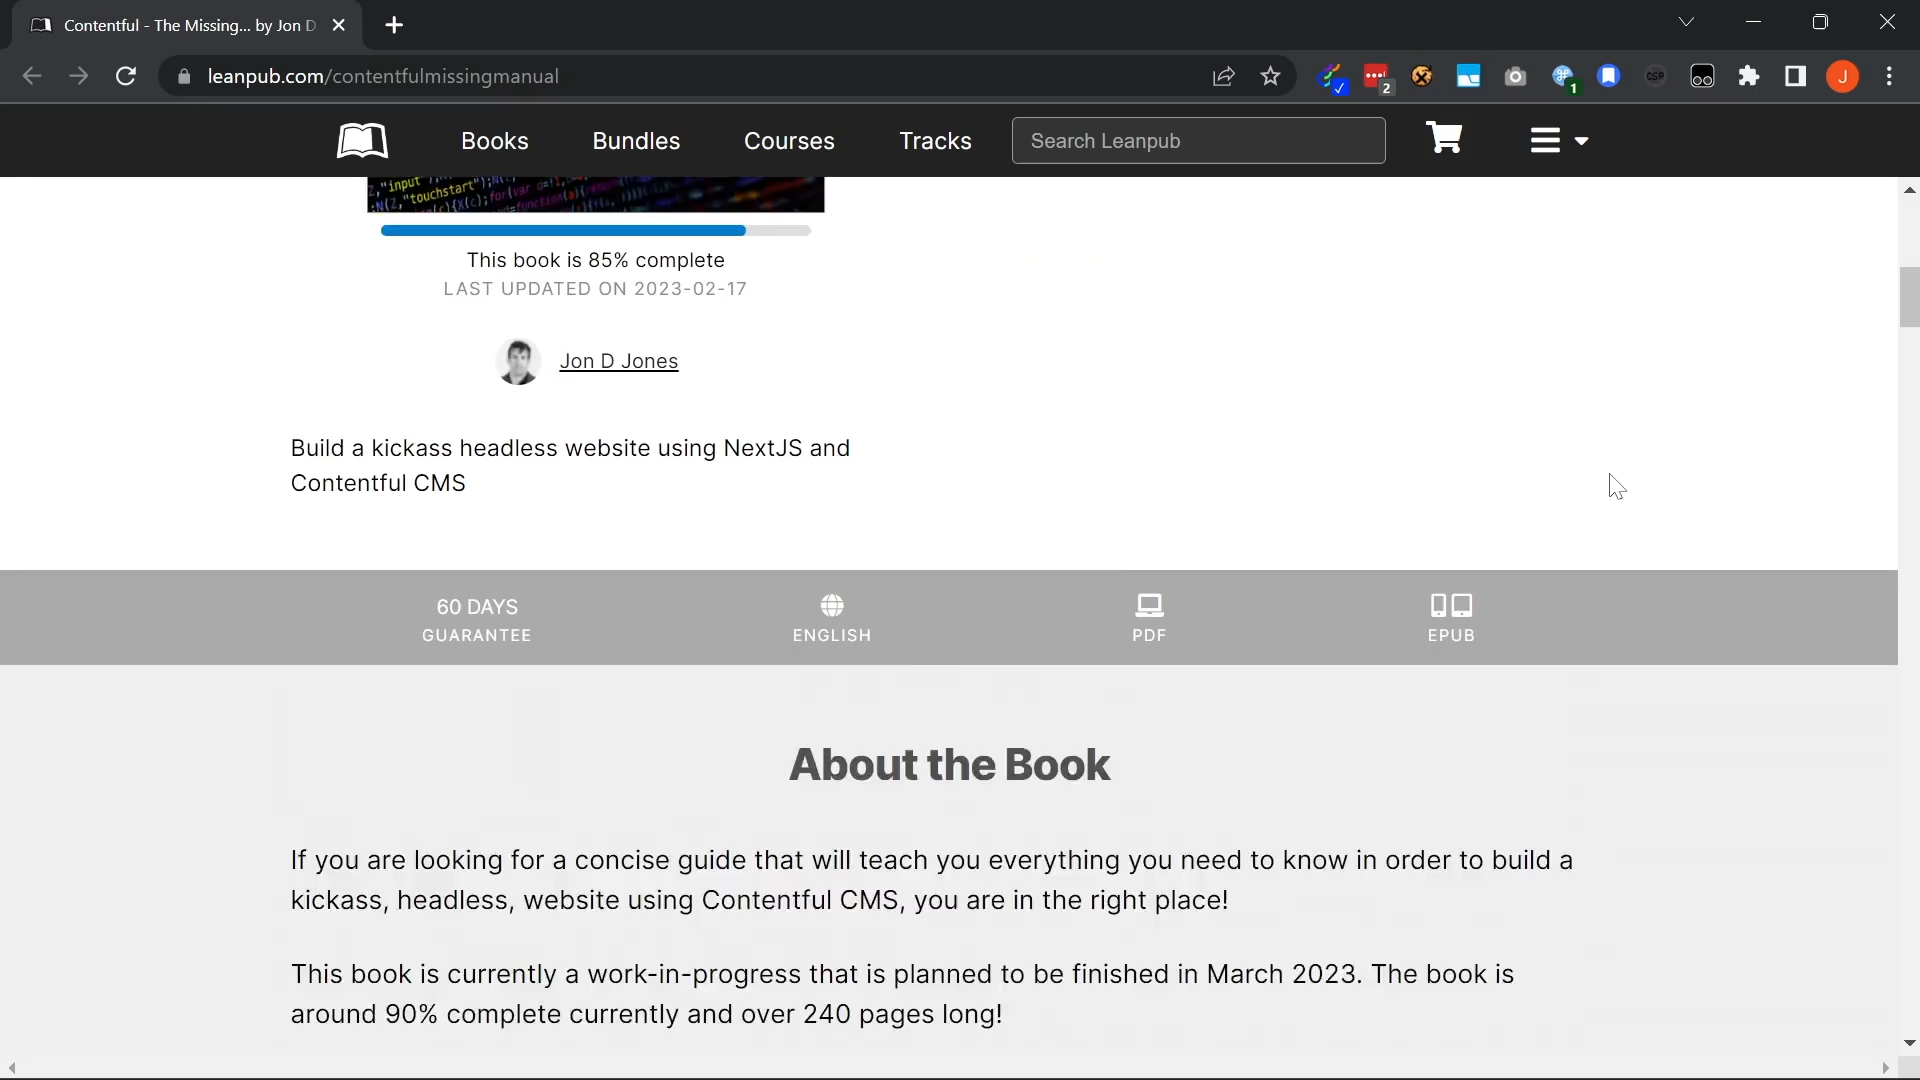 Contentful - The Missing... by Jon D
leanpub.com/contentfulmissingmanual
2
1
CSP
J
Books
Bundles
Courses
Tracks
Search Leanpub
"input"
Z,"touchstart"
This book is 85% complete
LAST UPDATED ON 2023-02-17
Jon D Jones
Build a kickass headless website using NextJS and
Contentful CMS
60 DAYS
GUARANTEE
ENGLISH
PDF
EPUB
About the Book
If you are looking for a concise guide that will teach you everything you need to know in order to build a
kickass, headless, website using Contentful CMS, you are in the right place!
This book is currently a work-in-progress that is planned to be finished in March 2023. The book is
around 90% complete currently and over 240 pages long!